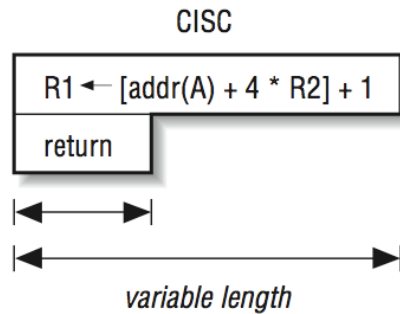 CISC
R1 ← [addr(A) + 4 * R2] + 1
return
variable length